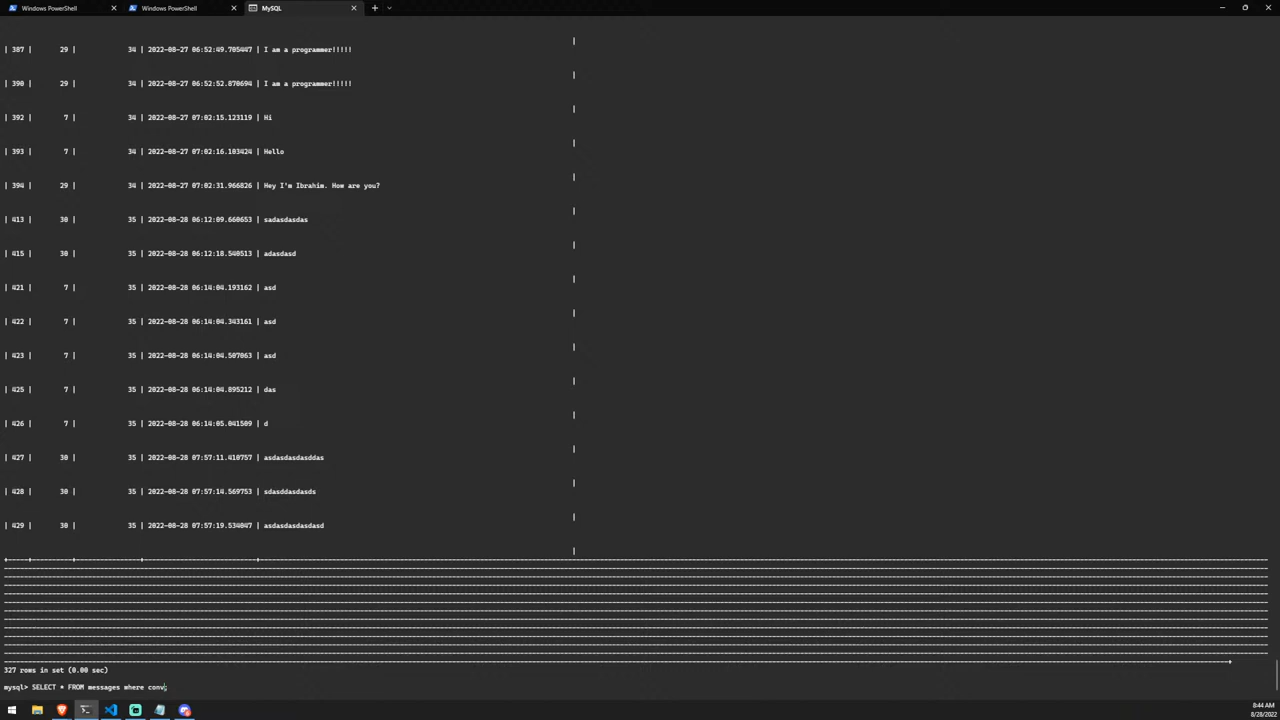 Windows PowerShell
Windows PowerShell
MySQL
|
| 387 | 29 | 34 | 2022-08-27 06:52:49.705447 | I am a programmer!!!!!
|
| 390 | 29 | 34 | 2022-08-27 06:52:52.870694 | I am a programmer!!!!!
|
| 392 | 7 | 34 | 2022-08-27 07:02:15.123119 | Hi
|
| 393 | 7 | 34 | 2022-08-27 07:02:16.103424 | Hello
|
| 394 | 29 | 34 | 2022-08-27 07:02:31.966826 | Hey I'm Ibrahim. How are you?
|
| 413 | 30 | 35 | 2022-08-28 06:12:09.660653 | sadasdasdas
|
| 415 | 30 | 35 | 2022-08-28 06:12:18.540513 | adasdasd
|
| 421 | 7 | 35 | 2022-08-28 06:14:04.193162 | asd
|
| 422 | 7 | 35 | 2022-08-28 06:14:04.343161 | asd
|
| 423 | 7 | 35 | 2022-08-28 06:14:04.507063 | asd
|
| 425 | 7 | 35 | 2022-08-28 06:14:04.895212 | das
|
| 426 | 7 | 35 | 2022-08-28 06:14:05.041509 | d
|
| 427 | 30 | 35 | 2022-08-28 07:57:11.410757 | asdasdasdasddas
|
| 428 | 30 | 35 | 2022-08-28 07:57:14.569753 | sdasddasdasds
|
| 429 | 30 | 35 | 2022-08-28 07:57:19.534047 | asdasdasdasdasd
|
327 rows in set (0.00 sec)
mysql> SELECT * FROM messages where conv;
8:44 AM
8/28/2022